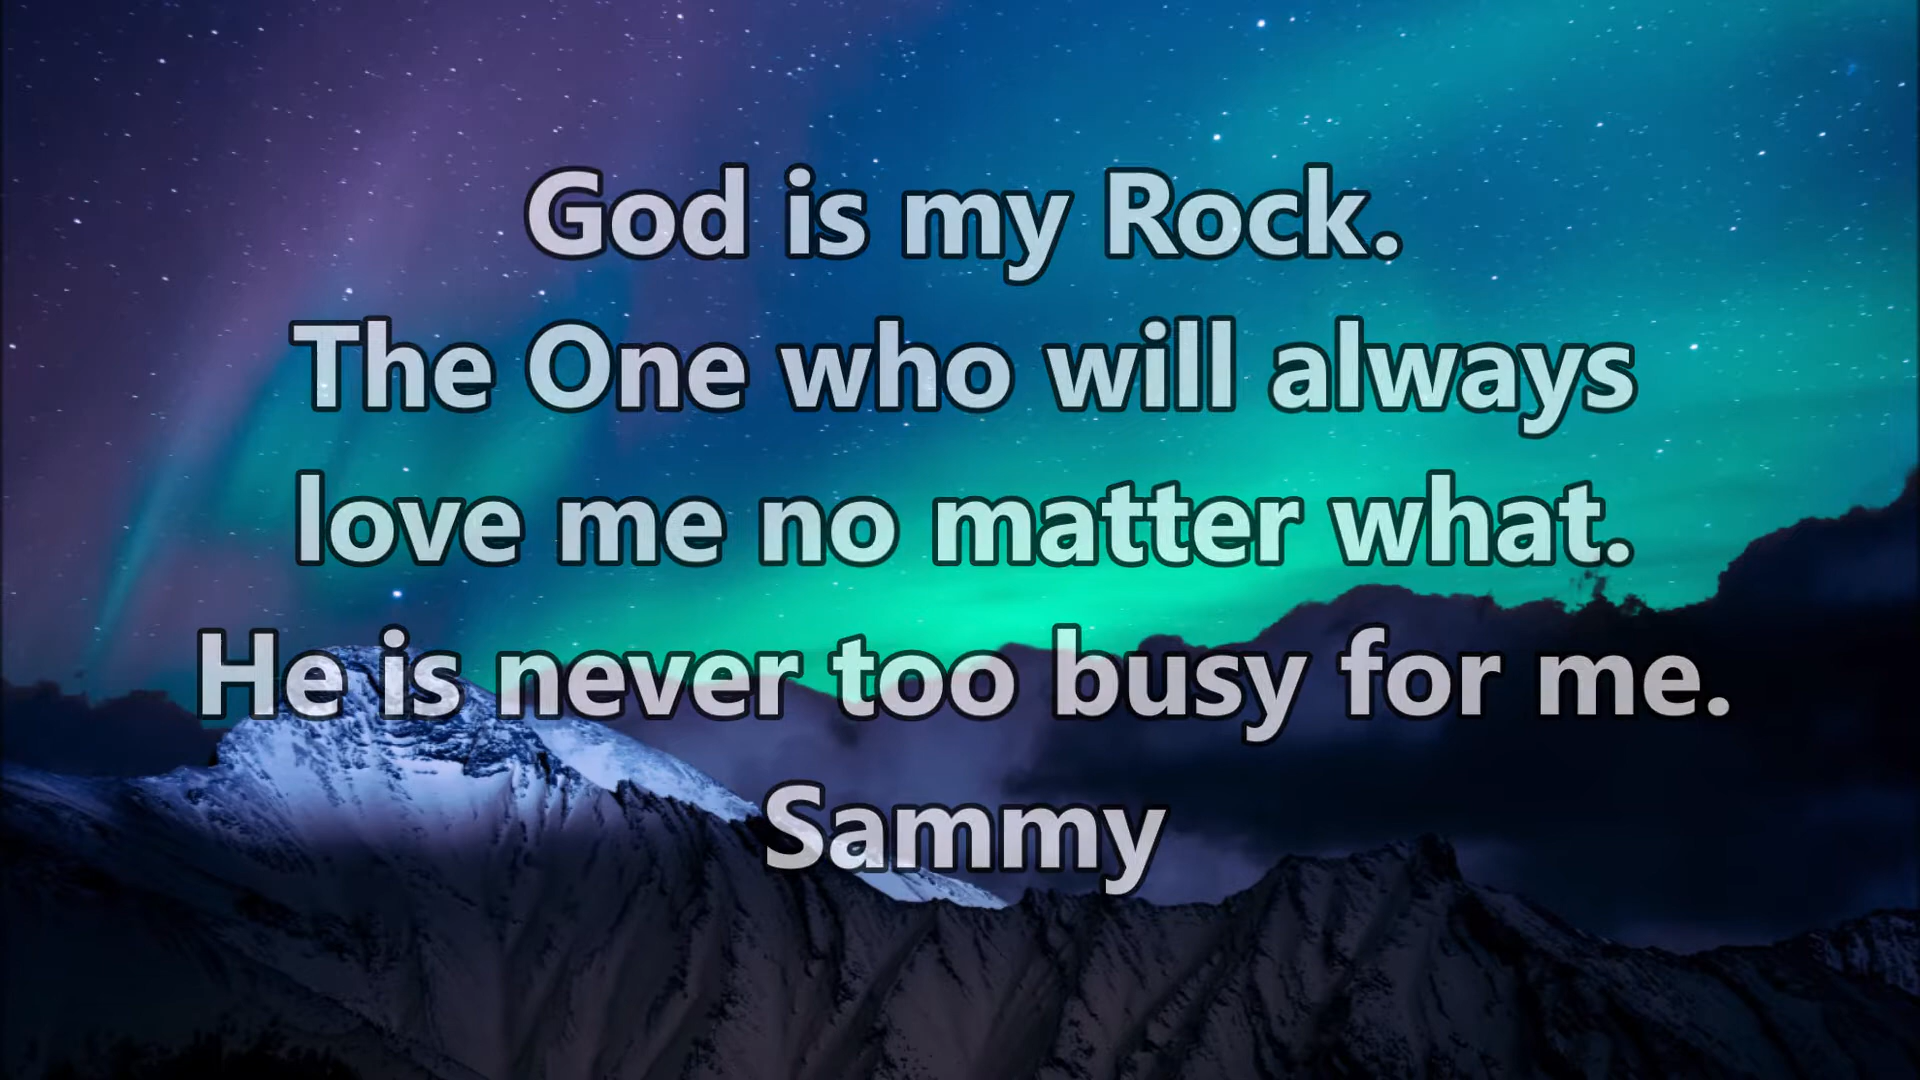 God is my Rock.
The One who will always
love me no matter what.
He is never too busy for me.
Sammy